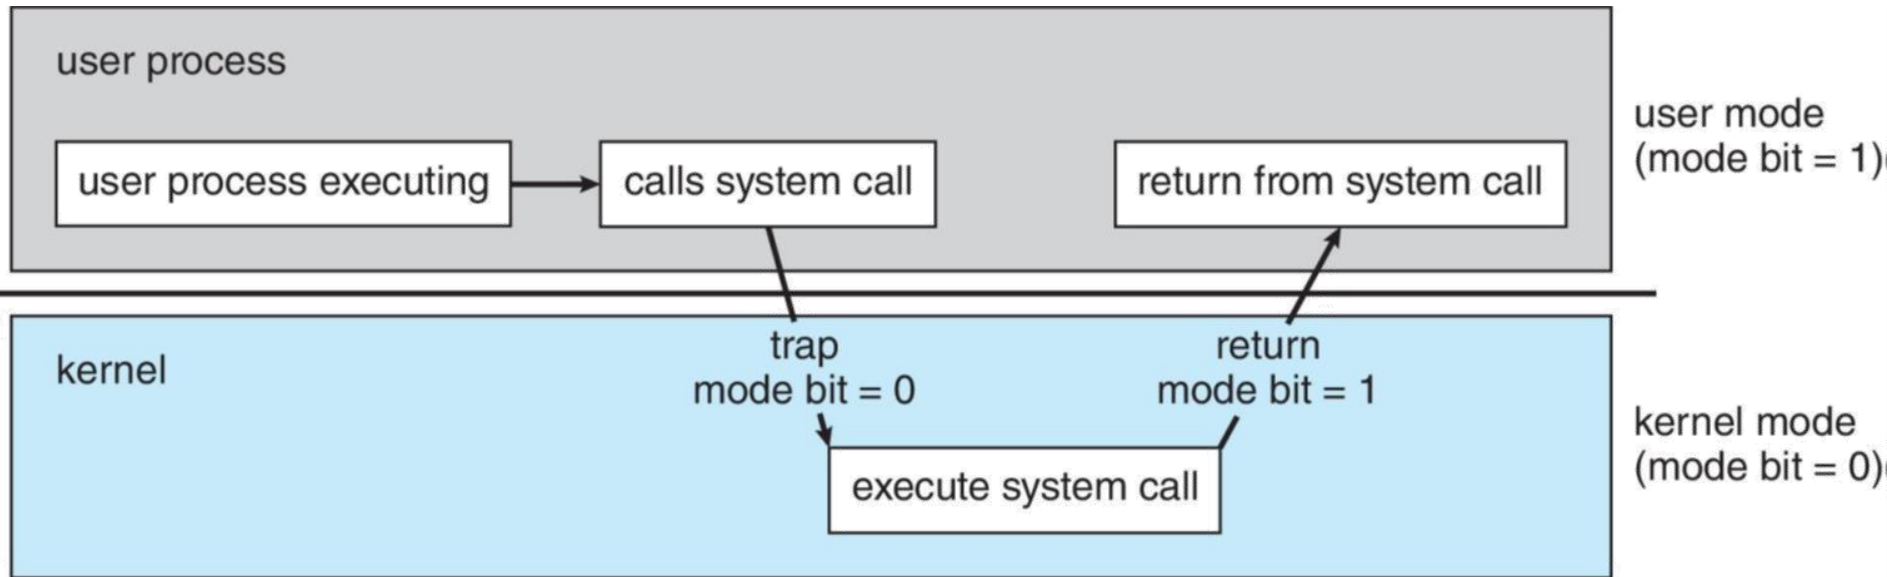 user process
user process executing
calls system call
return from system call
user mode
(mode bit = 1)
kernel
trap
mode bit = 0
return
mode bit = 1
execute system call
kernel mode
(mode bit = 0)